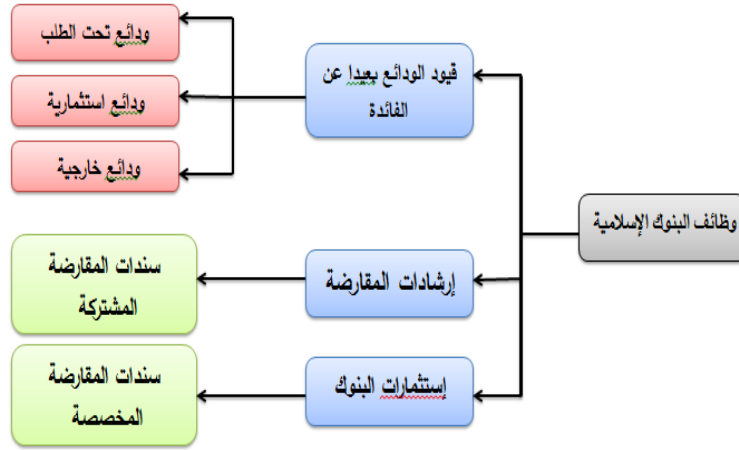 وظائف البنوك الإسلامية
قيود الودائع بعيدا عن
الفائدة
ودائع تحت الطلب
ودائع استثمارية
ودائع خارجية
إرشادات المقارضة
سندات المقارضة
المشتركة
إستثمارات البنوك
سندات المقارضة
المخصصة